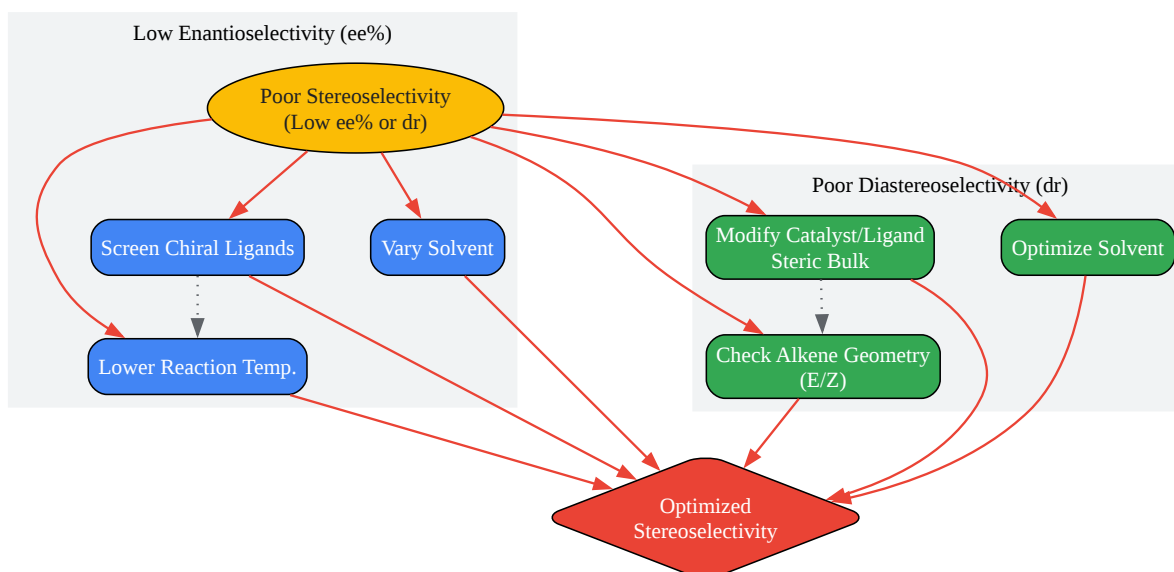 Low Enantioselectivity (ee%)
Poor Stereoselectivity
(Low ee% or dr)
Poor Diastereoselectivity (dr)
Screen Chiral Ligands
Vary Solvent
Modify Catalyst/Ligand
Steric Bulk
Optimize Solvent
Lower Reaction Temp.
Check Alkene Geometry
(E/Z)
Optimized
Stereoselectivity